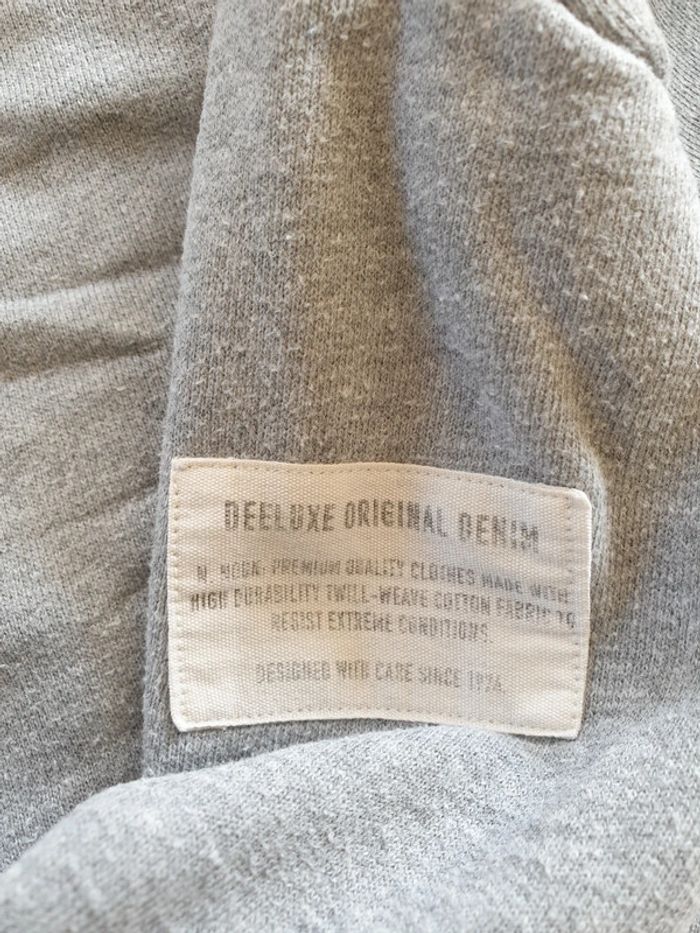 DEELUXE ORIGINAL DENIM
PREMIUM QUALITY CLOTHES MADE WITH
HIGH DURABILITY TWILL-WEAVE COTTON FABRIC TO
RESIST EXTREME CONDITIONS.
DESIGNED WITH CARE SINCE 1974.